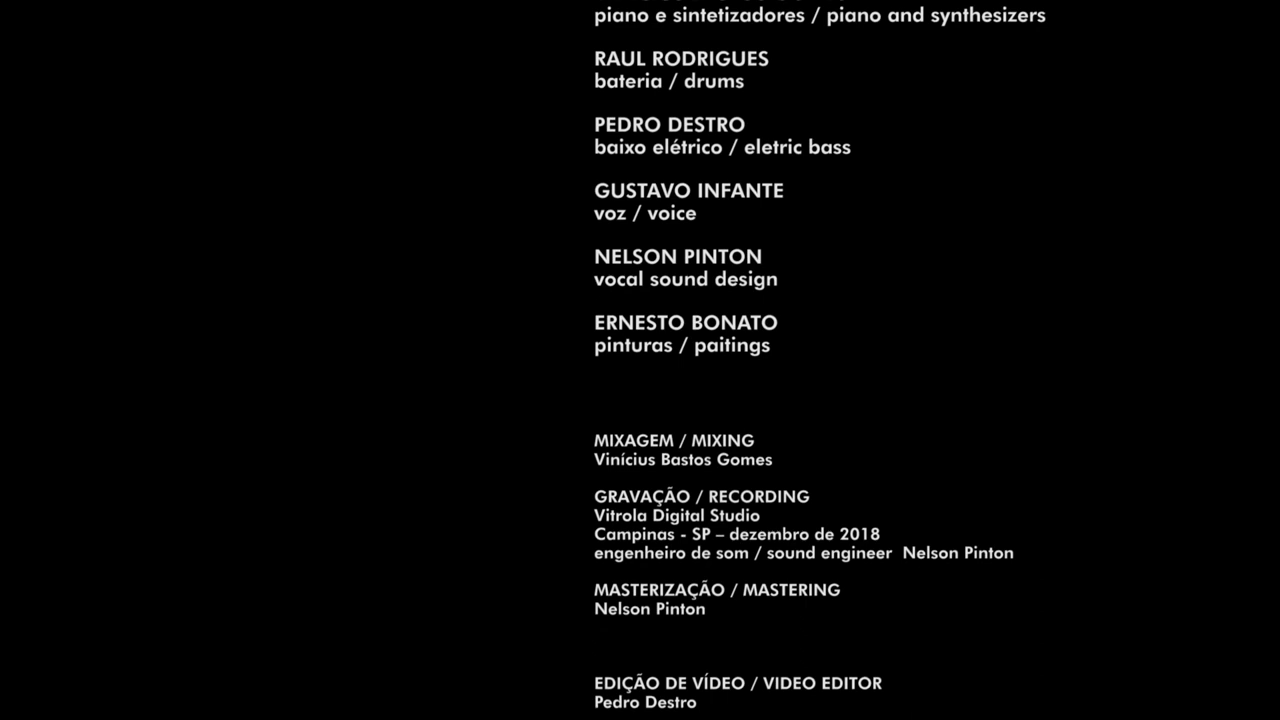 piano e sintetizadores / piano and synthesizers
RAUL RODRIGUES
bateria / drums
PEDRO DESTRO
baixo elétrico / eletric bass
GUSTAVO INFANTE
voz / voice
NELSON PINTON
vocal sound design
ERNESTO BONATO
pinturas / paitings
MIXAGEM / MIXING
Vinícius Bastos Gomes
GRAVAÇÃO / RECORDING
Vitrola Digital Studio
Campinas - SP – dezembro de 2018
engenheiro de som / sound engineer  Nelson Pinton
MASTERIZAÇÃO / MASTERING
Nelson Pinton
EDIÇÃO DE VÍDEO / VIDEO EDITOR
Pedro Destro